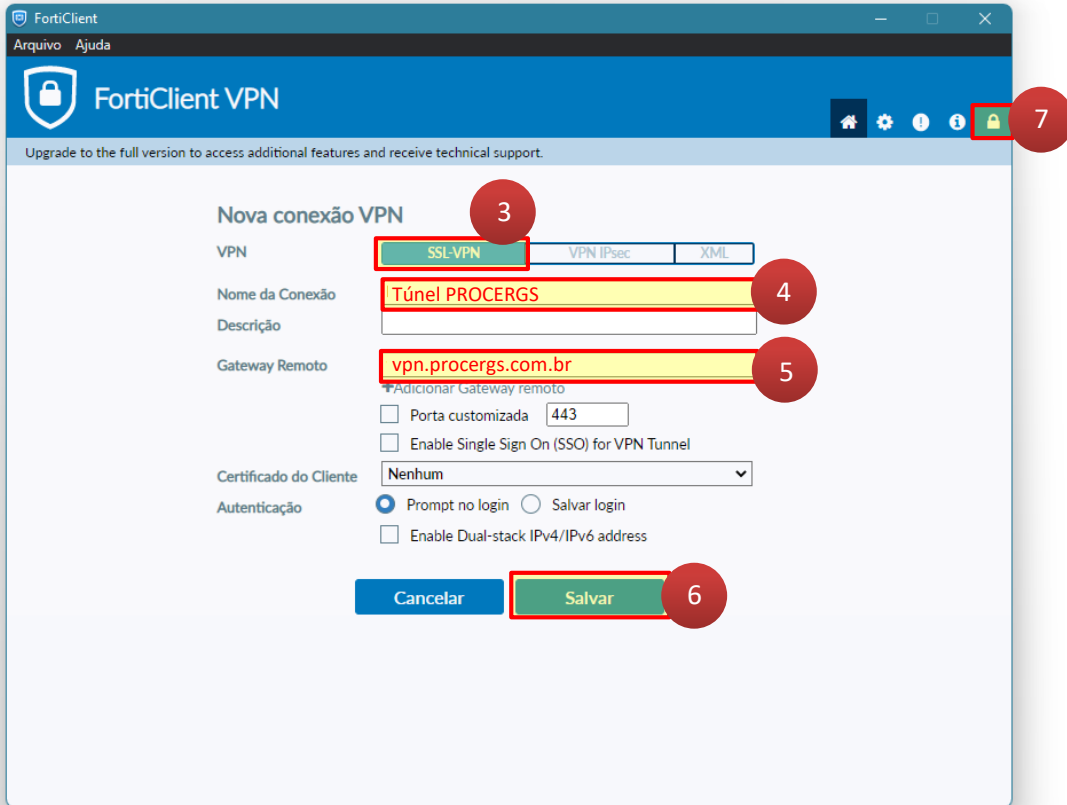 FortiClient
Arquivo Ajuda
FortiClient VPN
7
Upgrade to the full version to access additional features and receive technical support.
Nova conexão VPN
3
VPN SSL-VPN VPN IPsec XML
Nome da Conexão Túnel PROCERGS 4
Descrição
Gateway Remoto vpn.procergs.com.br 5
+Adicionar Gateway remoto
Porta customizada 443
Enable Single Sign On (SSO) for VPN Tunnel
Certificado do Cliente Nenhum
Autenticação Prompt no login Salvar login
Enable Dual-stack IPv4/IPv6 address
Cancelar Salvar 6